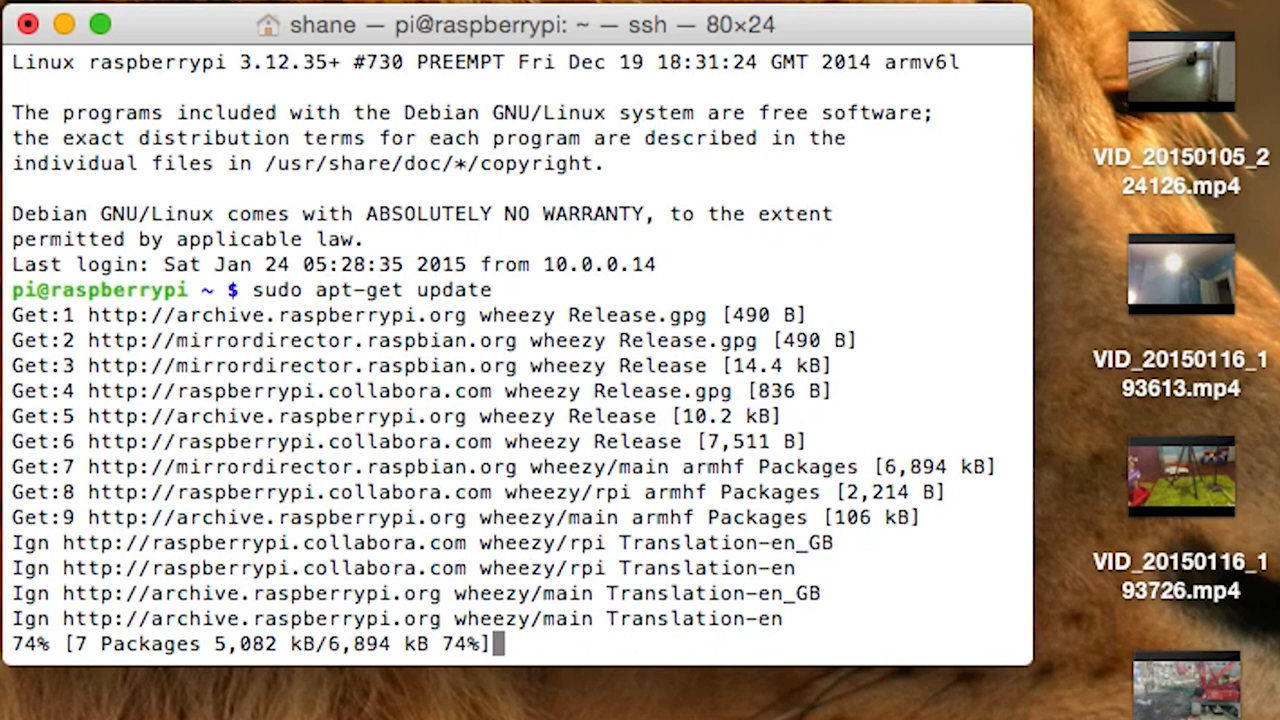 shane — pi@raspberrypi: ~ — ssh — 80×24
Linux raspberrypi 3.12.35+ #730 PREEMPT Fri Dec 19 18:31:24 GMT 2014 armv6l
The programs included with the Debian GNU/Linux system are free software;
the exact distribution terms for each program are described in the
individual files in /usr/share/doc/*/copyright.
Debian GNU/Linux comes with ABSOLUTELY NO WARRANTY, to the extent
permitted by applicable law.
Last login: Sat Jan 24 05:28:35 2015 from 10.0.0.14
pi@raspberrypi ~ $ sudo apt-get update
Get:1 http://archive.raspberrypi.org wheezy Release.gpg [490 B]
Get:2 http://mirrordirector.raspbian.org wheezy Release.gpg [490 B]
Get:3 http://mirrordirector.raspbian.org wheezy Release [14.4 kB]
Get:4 http://raspberrypi.collabora.com wheezy Release.gpg [836 B]
Get:5 http://archive.raspberrypi.org wheezy Release [10.2 kB]
Get:6 http://raspberrypi.collabora.com wheezy Release [7,511 B]
Get:7 http://mirrordirector.raspbian.org wheezy/main armhf Packages [6,894 kB]
Get:8 http://raspberrypi.collabora.com wheezy/rpi armhf Packages [2,214 B]
Get:9 http://archive.raspberrypi.org wheezy/main armhf Packages [106 kB]
Ign http://raspberrypi.collabora.com wheezy/rpi Translation-en_GB
Ign http://raspberrypi.collabora.com wheezy/rpi Translation-en
Ign http://archive.raspberrypi.org wheezy/main Translation-en_GB
Ign http://archive.raspberrypi.org wheezy/main Translation-en
74% [7 Packages 5,082 kB/6,894 kB 74%]
VID_20150105_2
24126.mp4
VID_20150116_1
93613.mp4
VID_20150116_1
93726.mp4